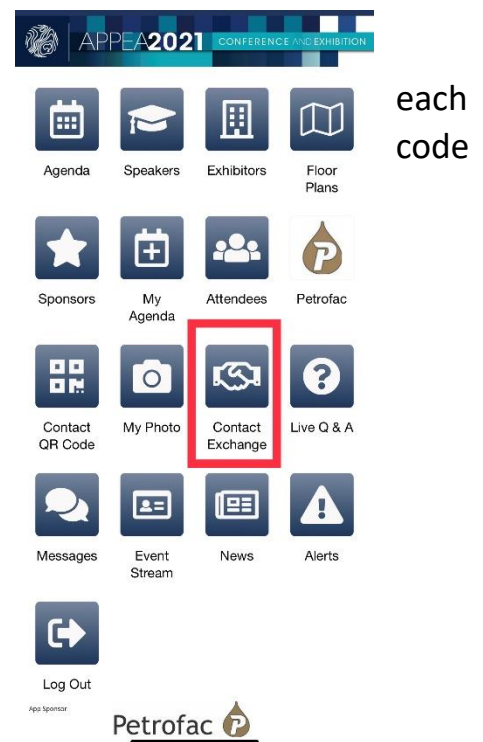 APPEA2021 CONFERENCE AND EXHIBITION
each
code
Agenda Speakers Exhibitors Floor
Plans
Sponsors My Attendees Petrofac
Agenda
Contact My Photo Contact Live Q & A
QR Code Exchange
Messages Event News Alerts
Stream
Log Out
App Sponsor
Petrofac